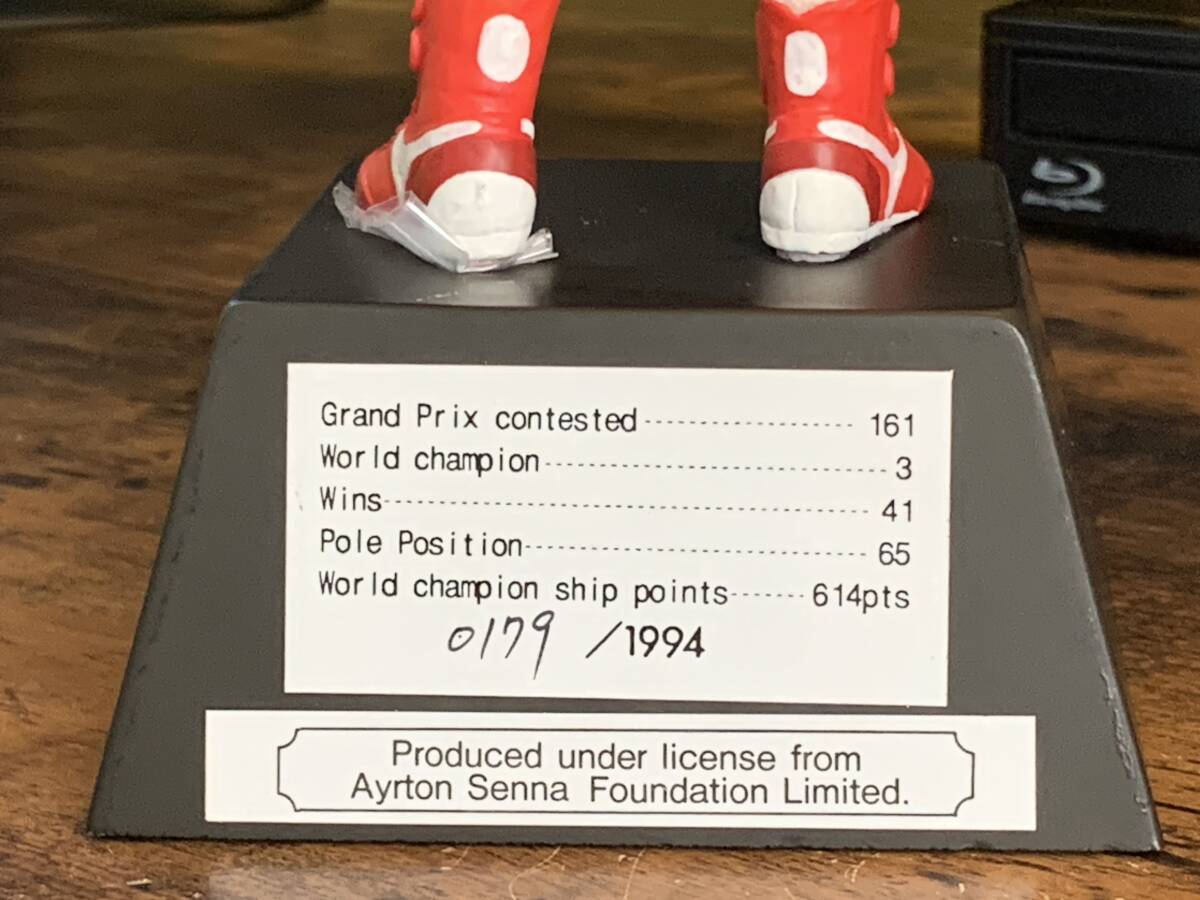 Grand Prix contested 161
World champion 3
Wins 41
Pole Position 65
World champion ship points 614pts
0179 /1994
Produced under license from
Ayrton Senna Foundation Limited.